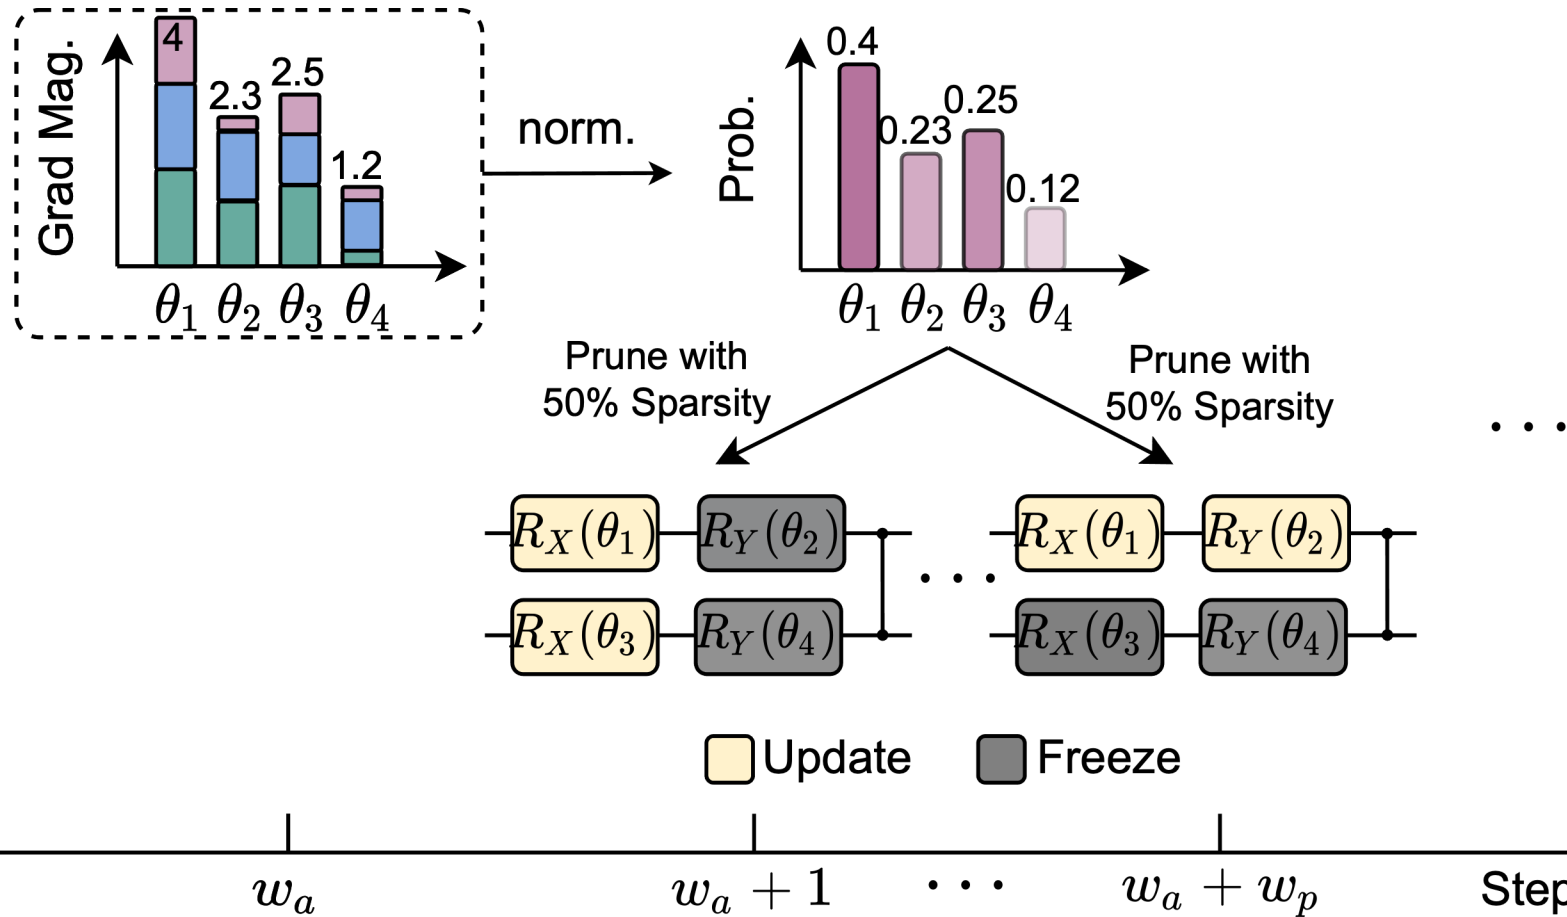 Grad Mag.
4
2.3
2.5
1.2
θ1 θ2 θ3 θ4
norm.
Prob.
0.4
0.23
0.25
0.12
θ1 θ2 θ3 θ4
Prune with
50% Sparsity
Prune with
50% Sparsity
. . .
RX(θ1) RY(θ2)
RX(θ3) RY(θ4)
. . .
RX(θ1) RY(θ2)
RX(θ3) RY(θ4)
Update
Freeze
wa
wa + 1
. . .
wa + wp
Step